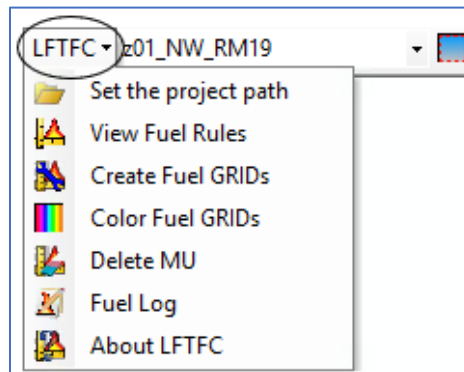 LFTFC z01_NW_RM19
Set the project path
View Fuel Rules
Create Fuel GRIDs
Color Fuel GRIDs
Delete MU
Fuel Log
About LFTFC